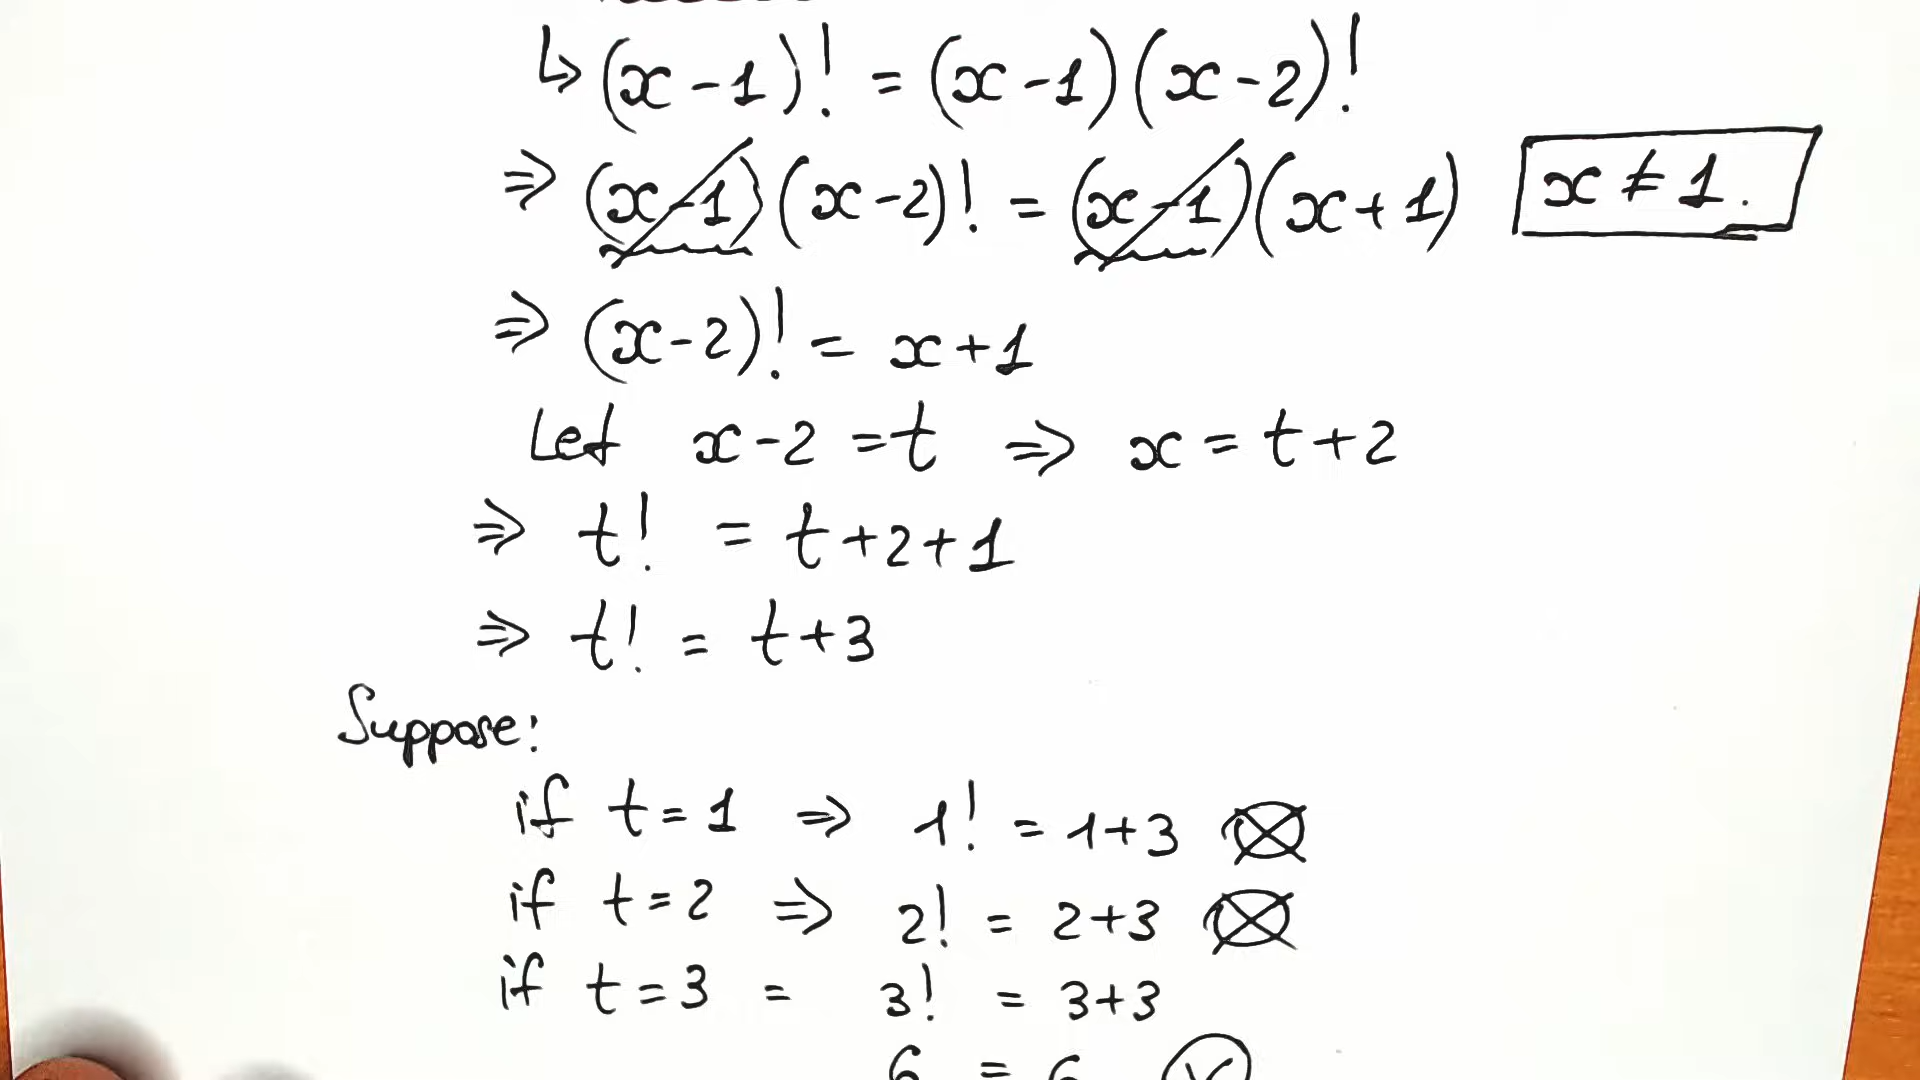 ↳ (x-1)! = (x-1)(x-2)!
⇒ (x-1)(x-2)! = (x-1)(x+1) x ≠ 1.
⇒ (x-2)! = x+1
Let x-2 = t ⇒ x = t+2
⇒ t! = t+2+1
⇒ t! = t+3
Suppose:
if t = 1 ⇒ 1! = 1+3
if t = 2 ⇒ 2! = 2+3
if t = 3 = 3! = 3+3
6 = 6